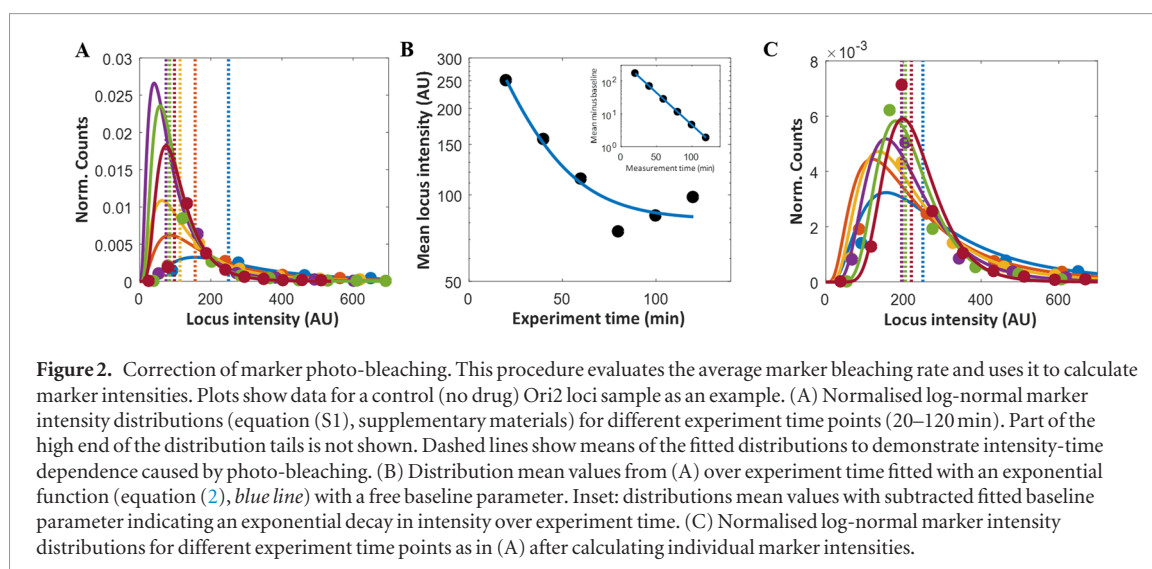 A
0.03
0.025
0.02
0.015
0.01
0.005
0
0 200 400 600
Norm. Counts
Locus intensity (AU)
B
300
250
200
150
100
50
0 50 100
Mean locus intensity (AU)
Experiment time (min)
Mean minus baseline
10^2
10^1
10^0
0 50 100
Measurement time (min)
C
×10^-3
8
6
4
2
0
0 200 400 600
Norm. Counts
Locus intensity (AU)
Figure 2. Correction of marker photo-bleaching. This procedure evaluates the average marker bleaching rate and uses it to calculate
marker intensities. Plots show data for a control (no drug) Ori2 loci sample as an example. (A) Normalised log-normal marker
intensity distributions (equation (S1), supplementary materials) for different experiment time points (20–120 min). Part of the
high end of the distribution tails is not shown. Dashed lines show means of the fitted distributions to demonstrate intensity-time
dependence caused by photo-bleaching. (B) Distribution mean values from (A) over experiment time fitted with an exponential
function (equation (2), blue line) with a free baseline parameter. Inset: distributions mean values with subtracted fitted baseline
parameter indicating an exponential decay in intensity over experiment time. (C) Normalised log-normal marker intensity
distributions for different experiment time points as in (A) after calculating individual marker intensities.